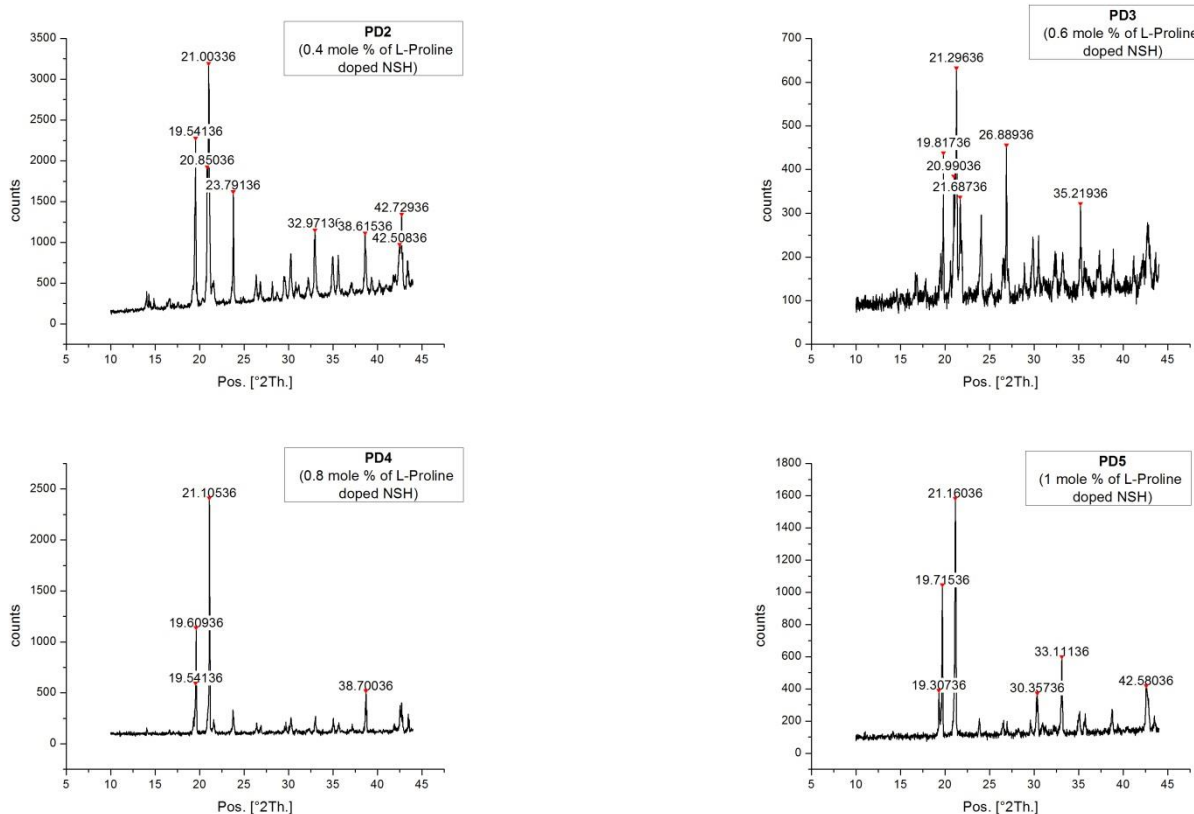 PD2
(0.4 mole % of L-Proline
doped NSH)
3500
3000
2500
2000
1500
1000
500
0
counts
21.00336
19.54136
20.85036
23.79136
32.97136
38.61536
42.72936
42.50836
5 10 15 20 25 30 35 40 45
Pos. [°2Th.]
PD3
(0.6 mole % of L-Proline
doped NSH)
700
600
500
400
300
200
100
0
counts
21.29636
19.81736
20.99036
21.68736
26.88936
35.21936
5 10 15 20 25 30 35 40 45
Pos. [°2Th.]
PD4
(0.8 mole % of L-Proline
doped NSH)
2500
2000
1500
1000
500
0
counts
21.10536
19.60936
19.54136
38.70036
5 10 15 20 25 30 35 40 45
Pos. [°2Th.]
PD5
(1 mole % of L-Proline
doped NSH)
1800
1600
1400
1200
1000
800
600
400
200
0
counts
21.16036
19.71536
19.30736
30.35736
33.11136
42.58036
5 10 15 20 25 30 35 40 45
Pos. [°2Th.]